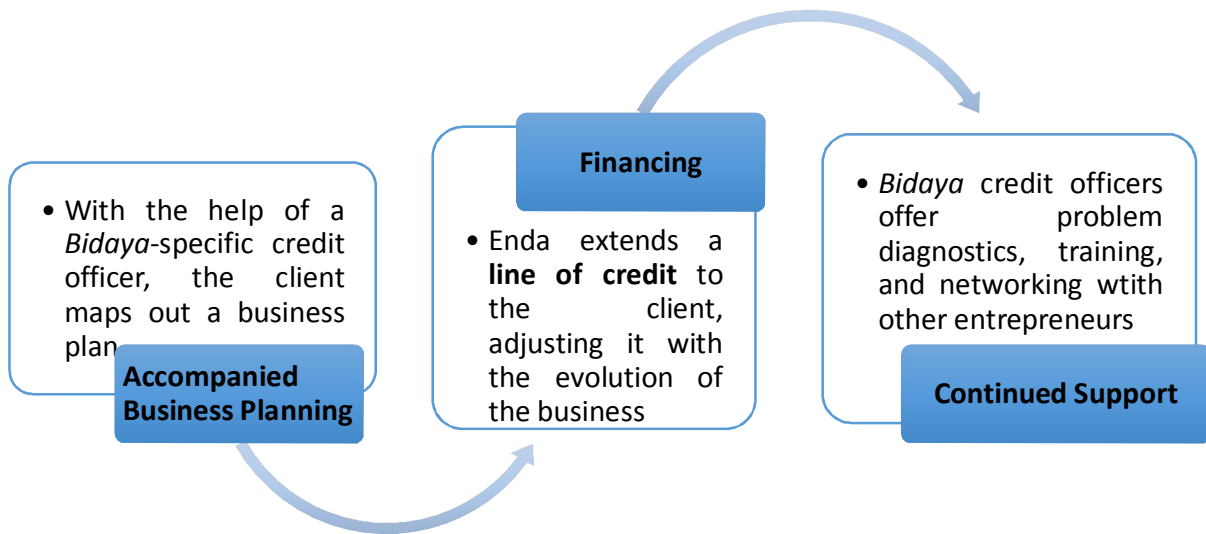 • With the help of a
Bidaya-specific credit
officer, the client
maps out a business
plan
Accompanied
Business Planning
Financing
• Enda extends a
line of credit to
the client,
adjusting it with
the evolution of
the business
• Bidaya credit officers
offer problem
diagnostics, training,
and networking wtith
other entrepreneurs
Continued Support